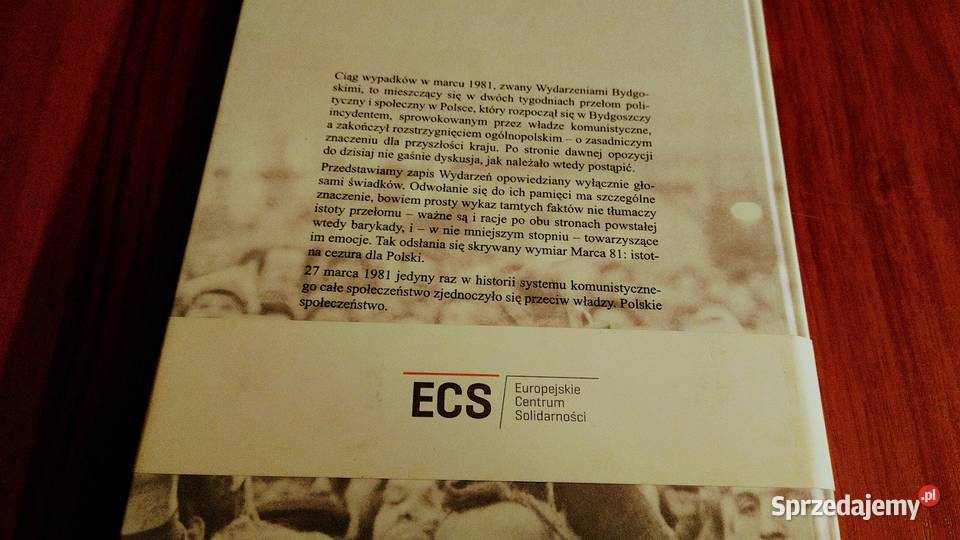 Ciąg wypadków w marcu 1981, zwany Wydarzeniami Bydgo-
skimi, to mieszczący się w dwóch tygodniach przełom poli-
tyczny i społeczny w Polsce, który rozpoczął się w Bydgoszczy
incydentem, sprowokowanym przez władze komunistyczne,
a zakończył rozstrzygnięciem ogólnopolskim – o zasadniczym
znaczeniu dla przyszłości kraju. Po stronie dawnej opozycji
do dzisiaj nie gaśnie dyskusja, jak należało wtedy postąpić.
Przedstawiamy zapis Wydarzeń opowiedziany wyłącznie gło-
sami świadków. Odwołanie się do ich pamięci ma szczególne
znaczenie, bowiem prosty wykaz tamtych faktów nie tłumaczy
istoty przełomu – ważne są i racje po obu stronach powstałej
wtedy barykady, i – w nie mniejszym stopniu – towarzyszące
im emocje. Tak odsłania się skrywany wymiar Marca 81: istot-
na cezura dla Polski.
27 marca 1981 jedyny raz w historii systemu komunistyczne-
go całe społeczeństwo zjednoczyło się przeciw władzy. Polskie
społeczeństwo.
ECS
Europejskie
Centrum
Solidarności
Sprzedajemy.pl